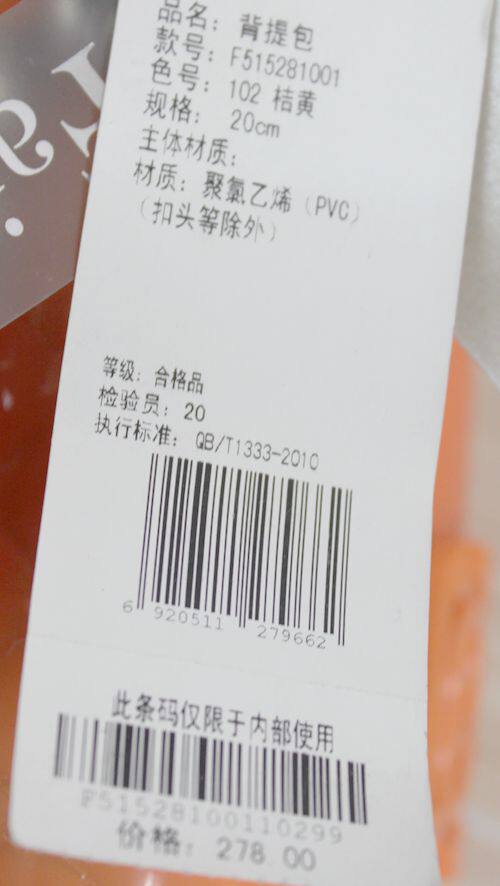 品名：背提包
款号：F515281001
色号：102 桔黄
规格： 20cm
主体材质：
材质：聚氯乙烯（PVC）
（扣头等除外）
等级：合格品
检验员：20
执行标准： QB/T1333-2010
6 920511 279662
此条码仅限于内部使用
F51528100110299
价格： 278.00